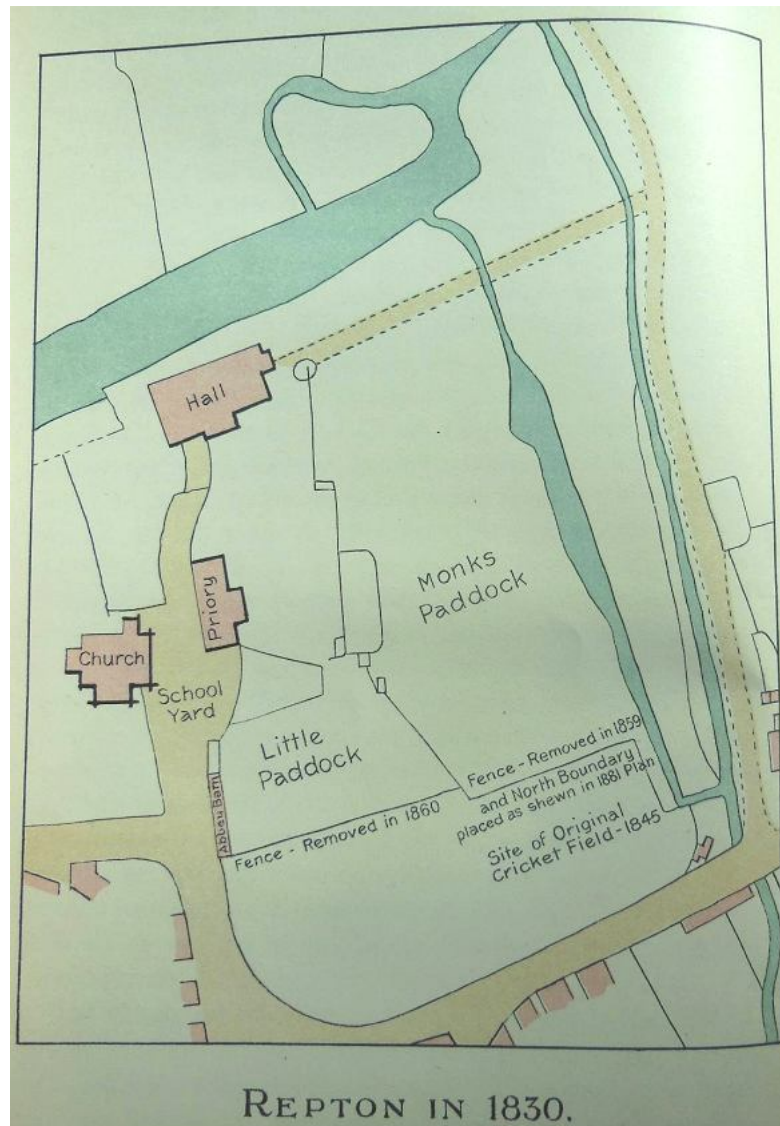 Hall
Monks
Paddock
Priory
Church
School
Yard
Little
Paddock
Abbey Barn
Fence - Removed in 1859
and North Boundary
placed as shewn in 1881 Plan
Fence - Removed in 1860
Site of Original
Cricket Field - 1845
REPTON IN 1830.